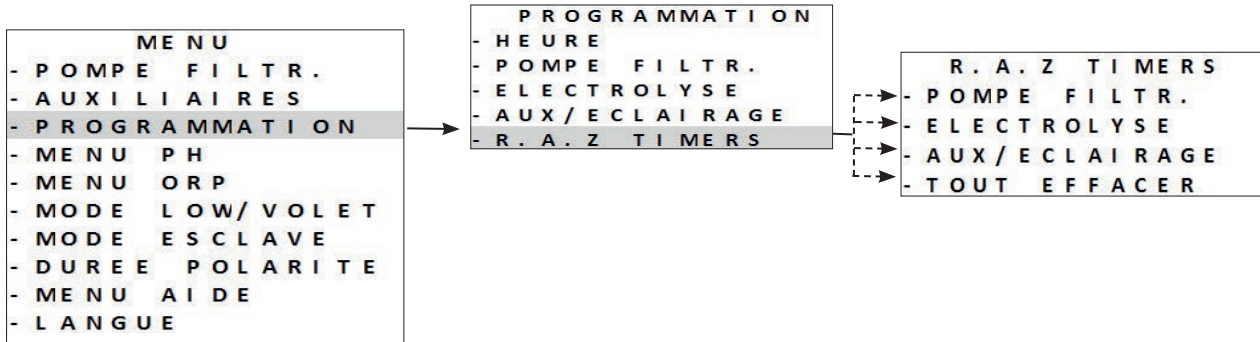 MENU
- POMPE FILTR.
- AUXILIAIRES
- PROGRAMMATION
- MENU PH
- MENU ORP
- MODE LOW/VOLET
- MODE ESCLAVE
- DUREE POLARITE
- MENU AIDE
- LANGUE
PROGRAMMATION
- HEURE
- POMPE FILTR.
- ELECTROLYSE
- AUX/ECLAIRAGE
- R.A.Z TIMERS
R.A.Z TIMERS
- POMPE FILTR.
- ELECTROLYSE
- AUX/ECLAIRAGE
- TOUT EFFACER